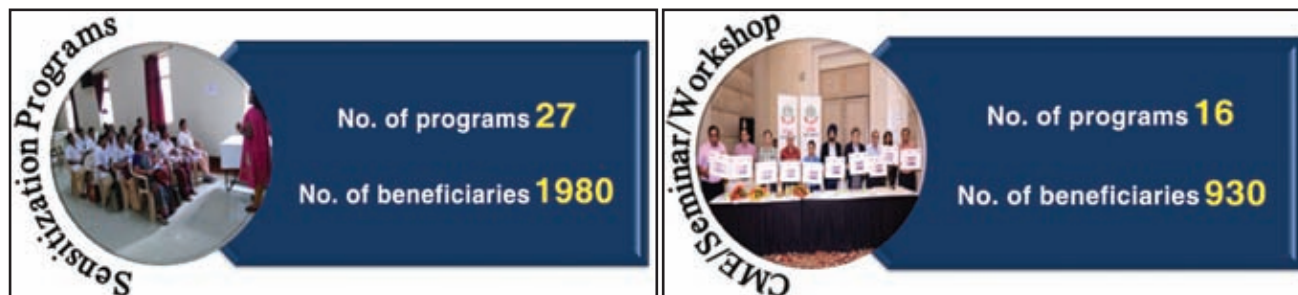 Sensitization Programs
No. of programs 27
No. of beneficiaries 1980
CME/Seminar/Workshop
No. of programs 16
No. of beneficiaries 930